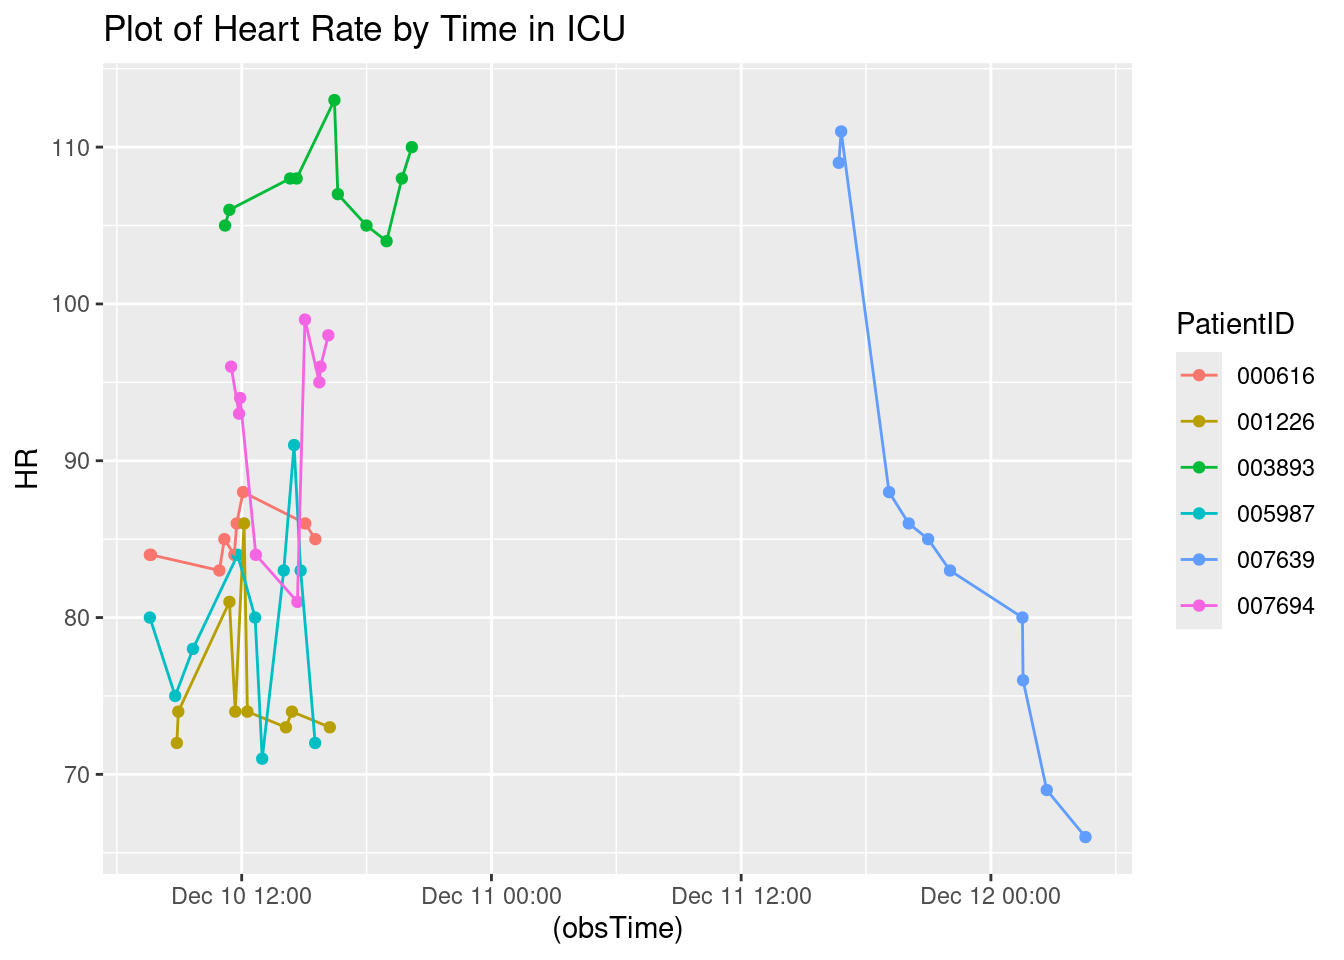 Plot of Heart Rate by Time in ICU
110
100
90
80
70
HR
Dec 10 12:00
Dec 11 00:00
Dec 11 12:00
Dec 12 00:00
(obsTime)
PatientID
000616
001226
003893
005987
007639
007694